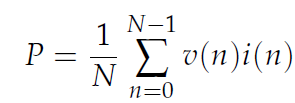 P = \frac{1}{N} \sum_{n=0}^{N-1} v(n)i(n)